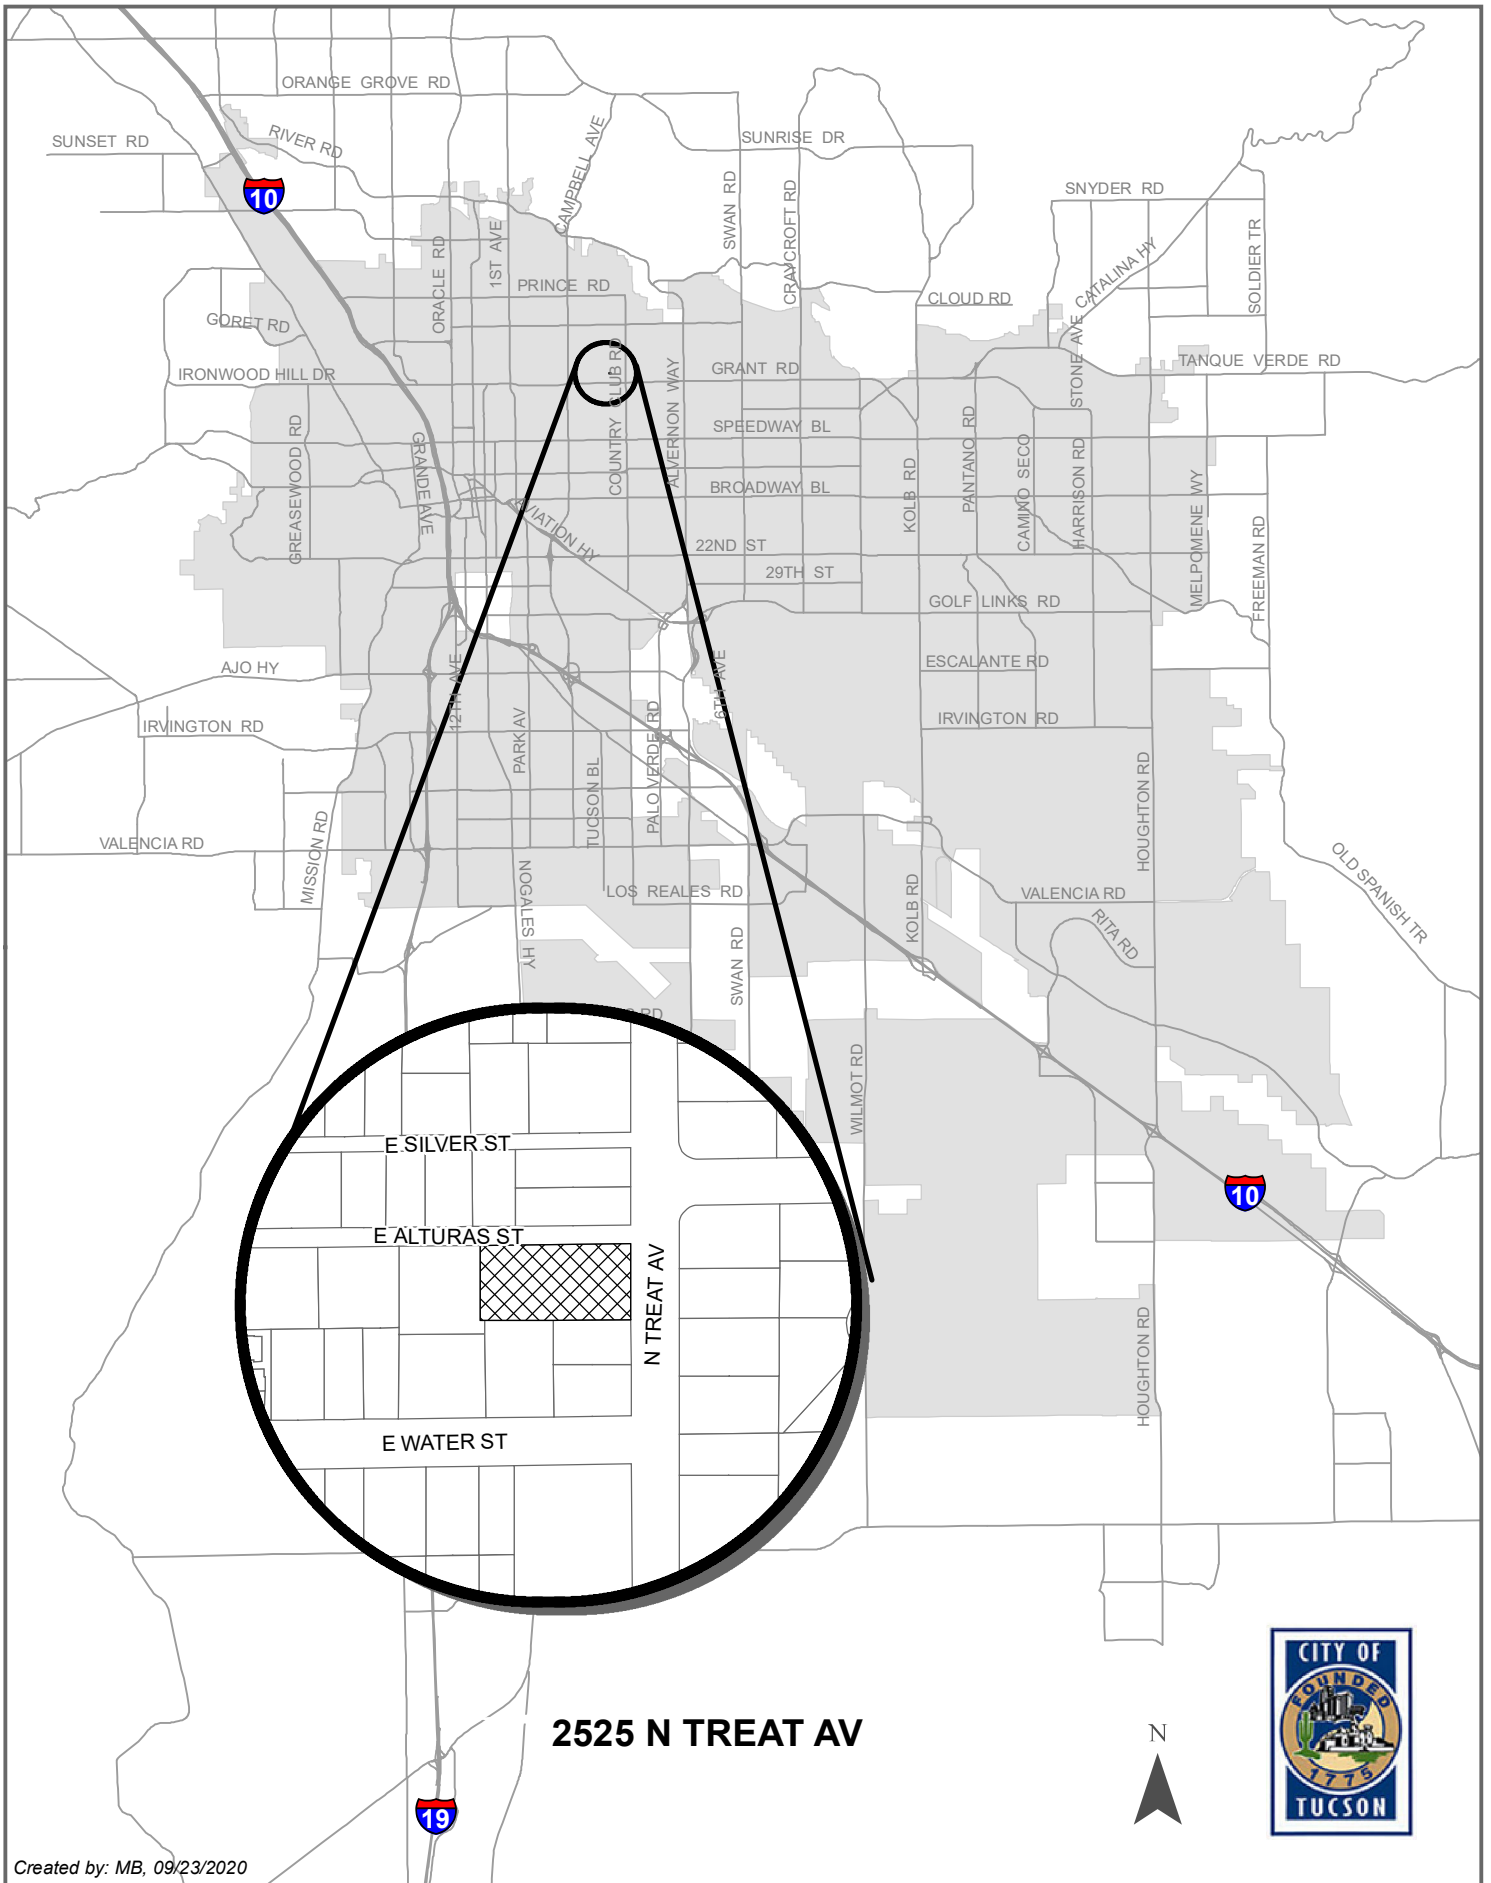 ORANGE GROVE RD
SUNSET RD
RIVER RD
CAMPBELL AVE
SUNRISE DR
10
SWAN RD
CRAYCROFT RD
SNYDER RD
ORACLE RD
1ST AVE
SOLDIER TR
CATALINA HY
PRINCE RD
CLOUD RD
GORET RD
STONE AVE
IRONWOOD HILL DR
COUNTRY CLUB RD
ALVERNON WAY
GRANT RD
TANQUE VERDE RD
GREASEWOOD RD
GRANDE AVE
SPEEDWAY BL
PANTANO RD
CAMINO SECO
HARRISON RD
KOLB RD
BROADWAY BL
MELPOMENE WY
AVIATION HY
22ND ST
FREEMAN RD
29TH ST
GOLF LINKS RD
AJO HY
12TH AVE
6TH AVE
ESCALANTE RD
IRVINGTON RD
PARK AV
PALO VERDE RD
IRVINGTON RD
TUCSON BL
HOUGHTON RD
MISSION RD
VALENCIA RD
OLD SPANISH TR
NOGALES HY
LOS REALES RD
KOLB RD
VALENCIA RD
RITA RD
SWAN RD
RD
WILMOT RD
E SILVER ST
10
E ALTURAS ST
N TREAT AV
HOUGHTON RD
E WATER ST
2525 N TREAT AV
N
CITY OF
FOUNDED
1775
TUCSON
19
Created by: MB, 09/23/2020